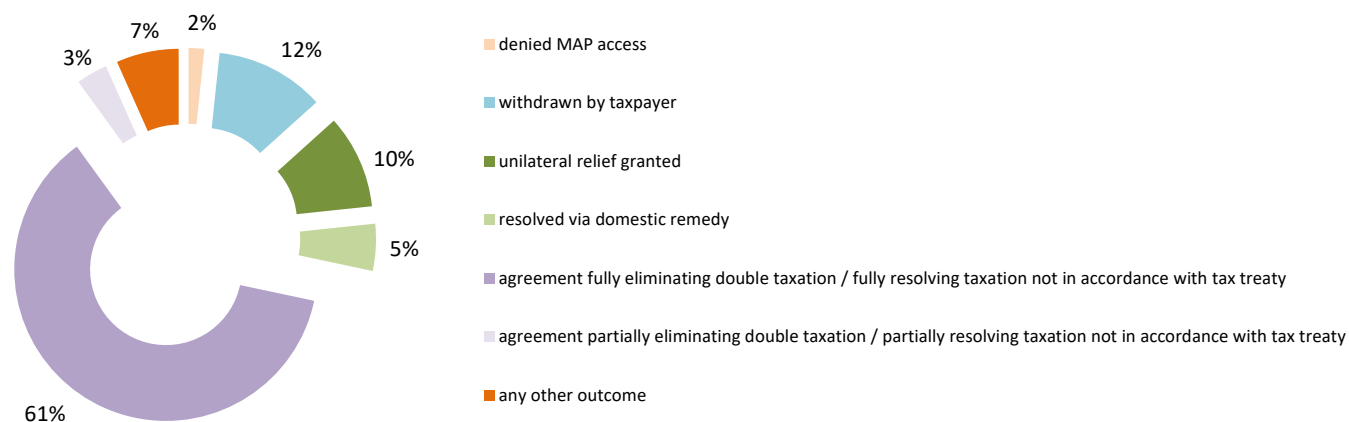 2%
7%
12%
3%
10%
5%
61%
denied MAP access
withdrawn by taxpayer
unilateral relief granted
resolved via domestic remedy
agreement fully eliminating double taxation / fully resolving taxation not in accordance with tax treaty
agreement partially eliminating double taxation / partially resolving taxation not in accordance with tax treaty
any other outcome